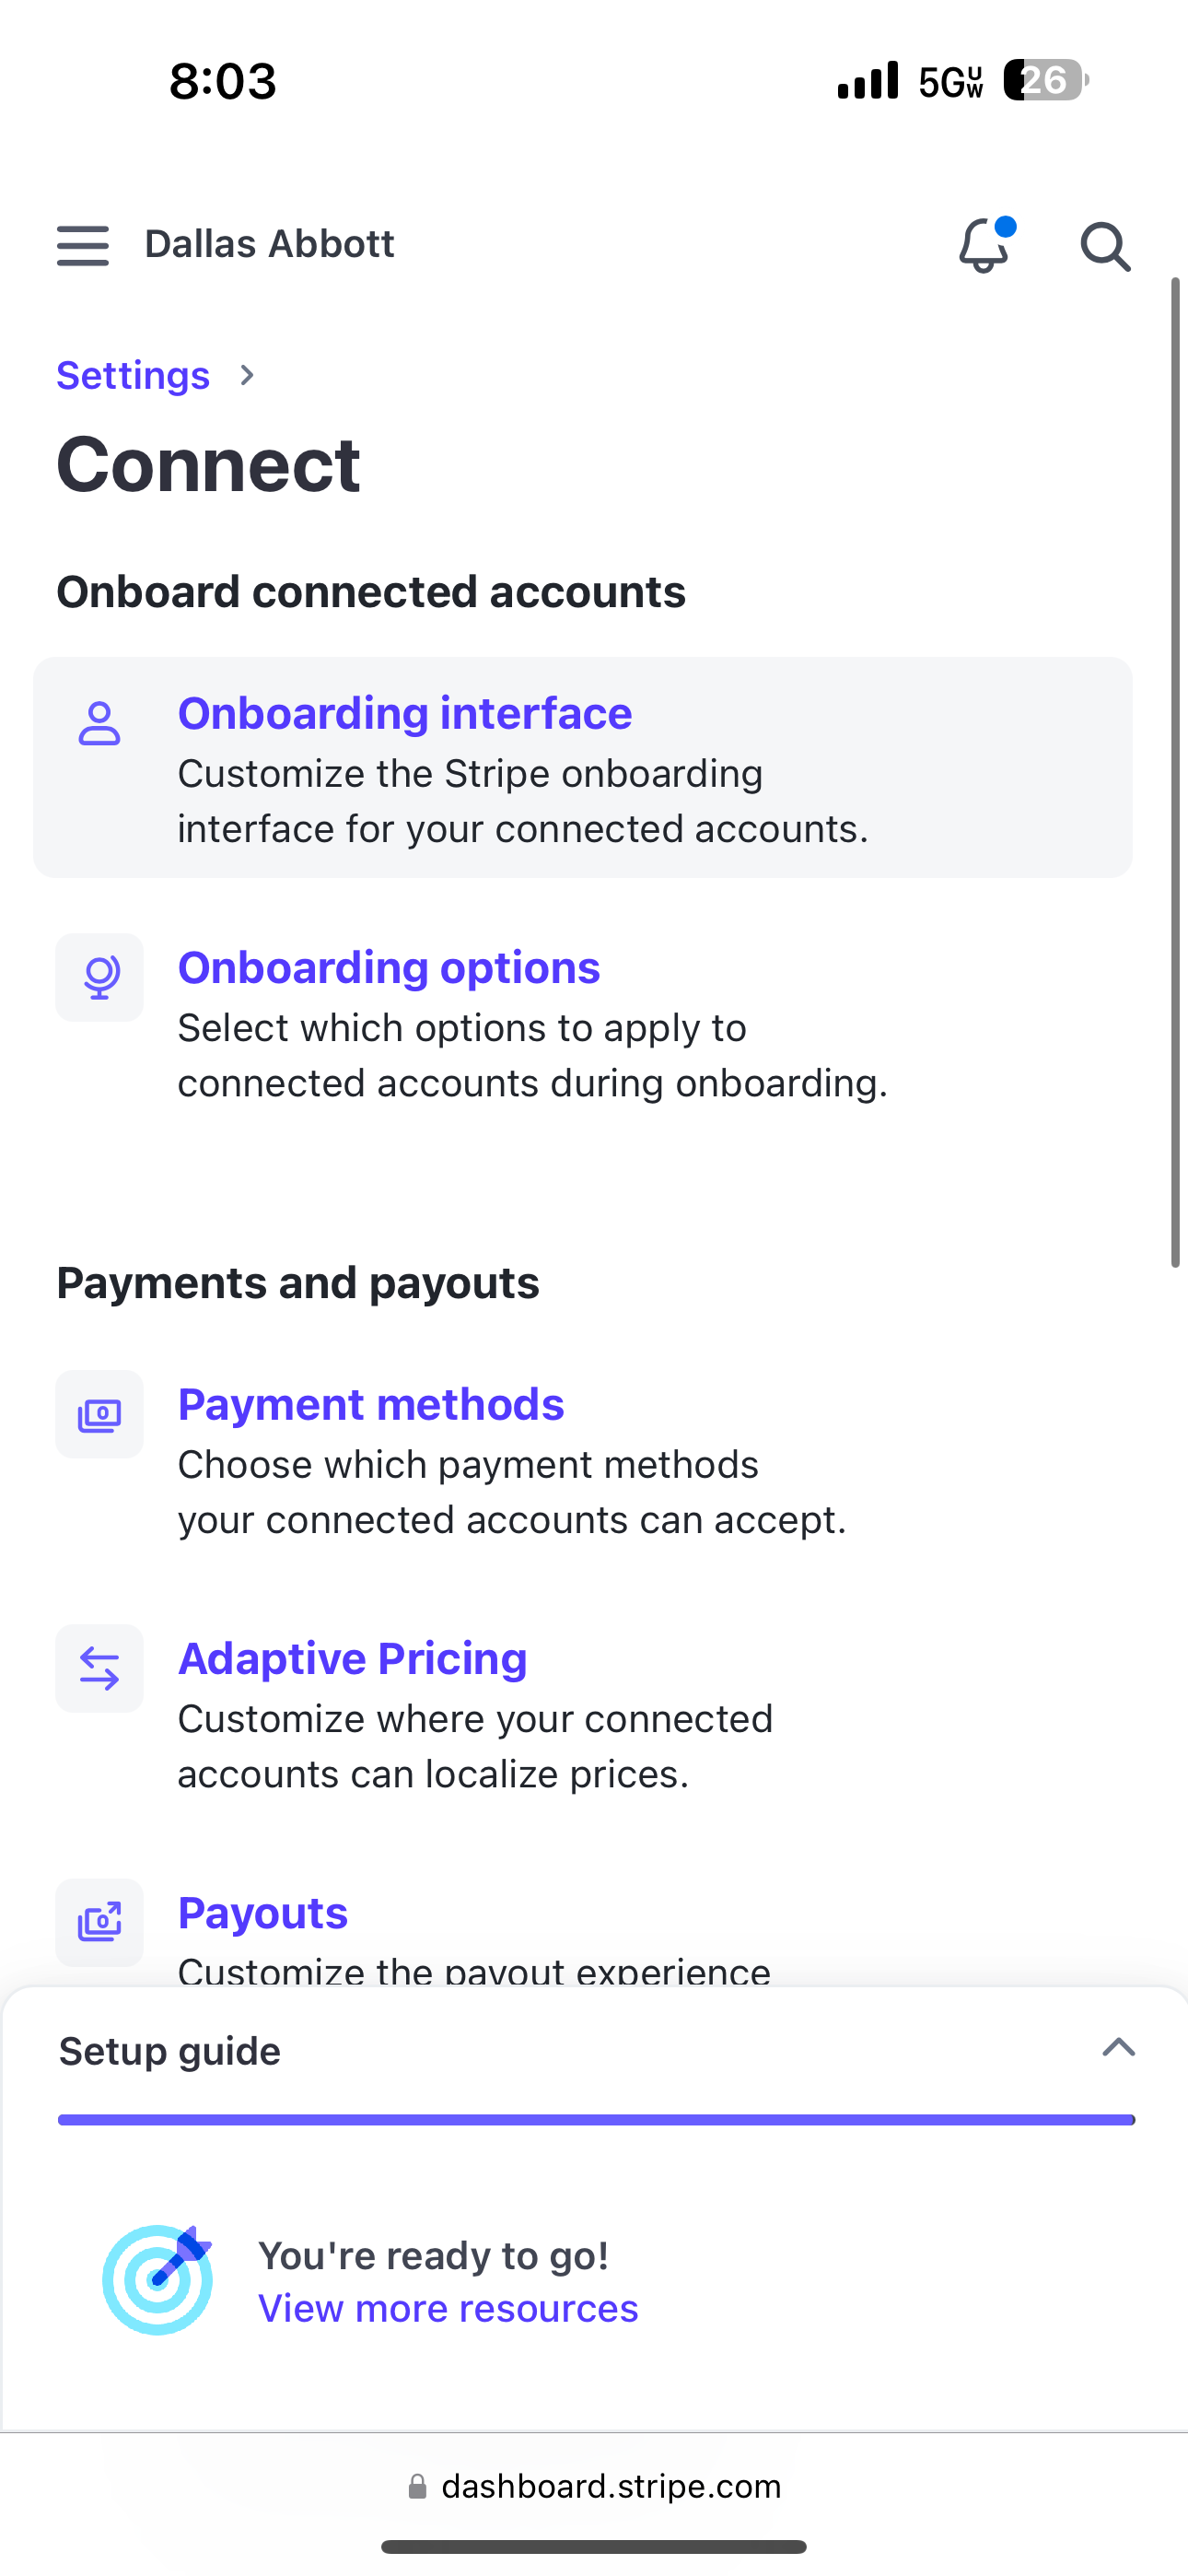 8:03
5G UW
26
Dallas Abbott
Settings
Connect
Onboard connected accounts
Onboarding interface
Customize the Stripe onboarding
interface for your connected accounts.
Onboarding options
Select which options to apply to
connected accounts during onboarding.
Payments and payouts
Payment methods
Choose which payment methods
your connected accounts can accept.
Adaptive Pricing
Customize where your connected
accounts can localize prices.
Payouts
Customize the payout experience
Setup guide
You're ready to go!
View more resources
dashboard.stripe.com